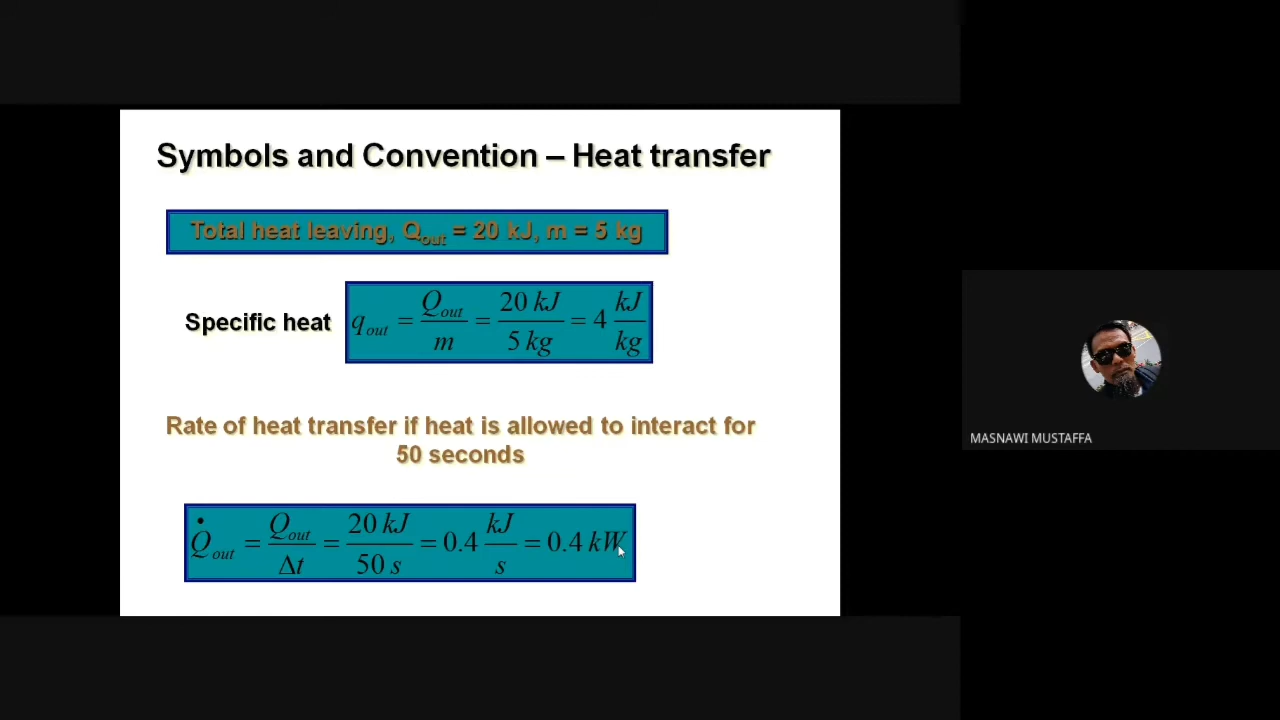 Symbols and Convention – Heat transfer
Total heat leaving, Qout = 20 kJ, m = 5 kg
Specific heat qout = Qout/m = 20 kJ/5 kg = 4 kJ/kg
Rate of heat transfer if heat is allowed to interact for
50 seconds
Q̇out = Qout/Δt = 20 kJ/50 s = 0.4 kJ/s = 0.4 kW
MASNAWI MUSTAFFA